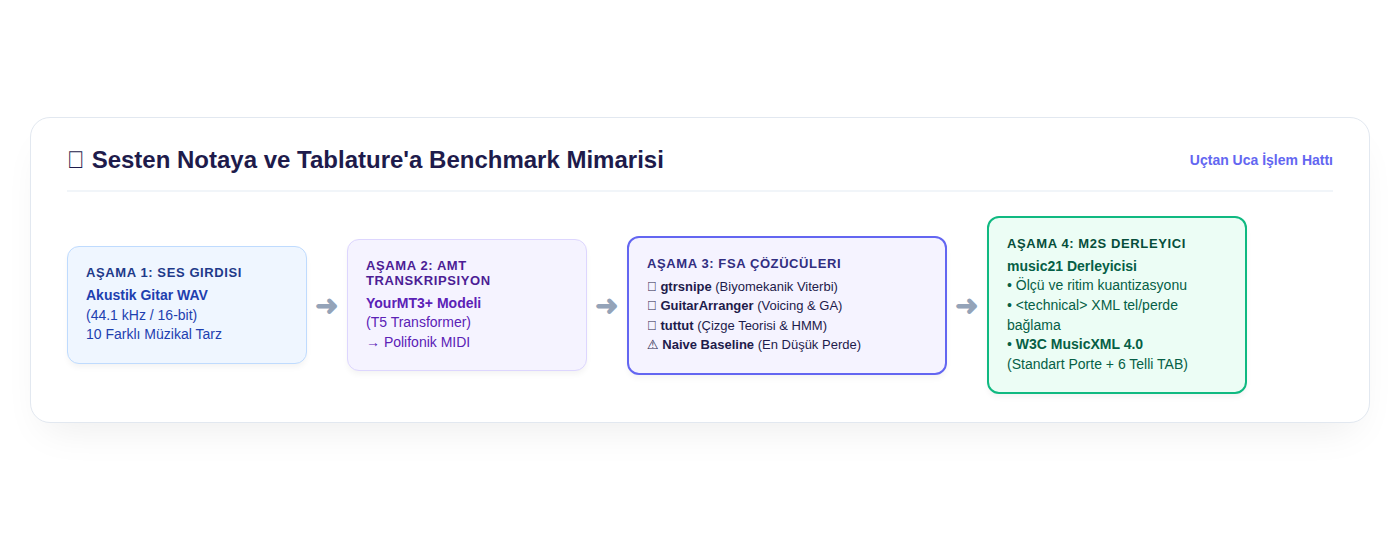 Sesten Notaya ve Tablature'a Benchmark Mimarisi
Uçtan Uca İşlem Hattı
AŞAMA 1: SES GIRDISI
Akustik Gitar WAV
(44.1 kHz / 16-bit)
10 Farklı Müzikal Tarz
➜
AŞAMA 2: AMT
TRANSKRIPSIYON
YourMT3+ Modeli
(T5 Transformer)
→ Polifonik MIDI
➜
AŞAMA 3: FSA ÇÖZÜCÜLERI
gtrsnipe (Biyomekanik Viterbi)
GuitarArranger (Voicing & GA)
tuttut (Çizge Teorisi & HMM)
⚠ Naive Baseline (En Düşük Perde)
➜
AŞAMA 4: M2S DERLEYICI
music21 Derleyicisi
• Ölçü ve ritim kuantizasyonu
• <technical> XML tel/perde
bağlama
• W3C MusicXML 4.0
(Standart Porte + 6 Telli TAB)